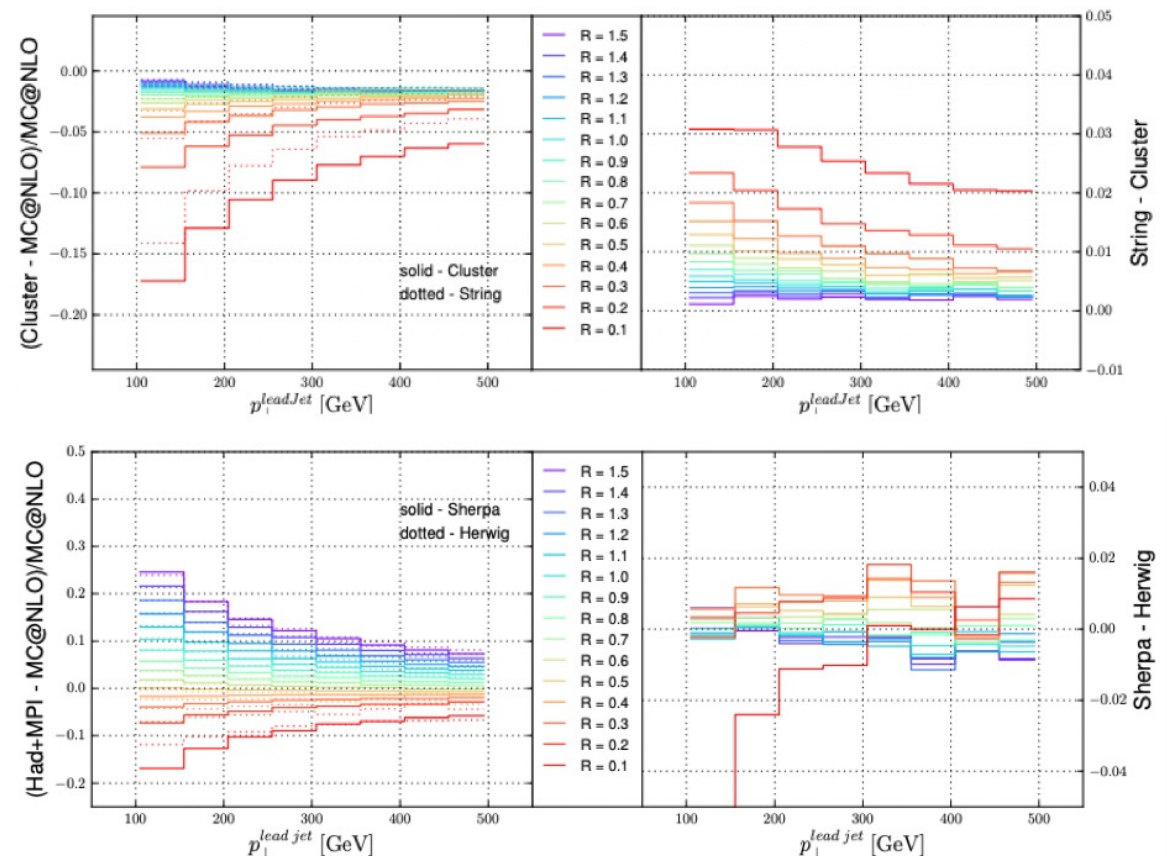 (Cluster - MC@NLO)/MC@NLO
0.00
−0.05
−0.10
−0.15
−0.20
solid - Cluster
dotted - String
100 200 300 400 500
p⊥^{leadJet} [GeV]
R = 1.5
R = 1.4
R = 1.3
R = 1.2
R = 1.1
R = 1.0
R = 0.9
R = 0.8
R = 0.7
R = 0.6
R = 0.5
R = 0.4
R = 0.3
R = 0.2
R = 0.1
0.05
0.04
0.03
0.02
0.01
0.00
−0.01
String - Cluster
100 200 300 400 500
p⊥^{leadJet} [GeV]
(Had+MPI - MC@NLO)/MC@NLO
0.5
0.4
0.3
0.2
0.1
0.0
−0.1
−0.2
solid - Sherpa
dotted - Herwig
100 200 300 400 500
p⊥^{lead jet} [GeV]
R = 1.5
R = 1.4
R = 1.3
R = 1.2
R = 1.1
R = 1.0
R = 0.9
R = 0.8
R = 0.7
R = 0.6
R = 0.5
R = 0.4
R = 0.3
R = 0.2
R = 0.1
0.04
0.02
0.00
−0.02
−0.04
Sherpa - Herwig
100 200 300 400 500
p⊥^{lead jet} [GeV]